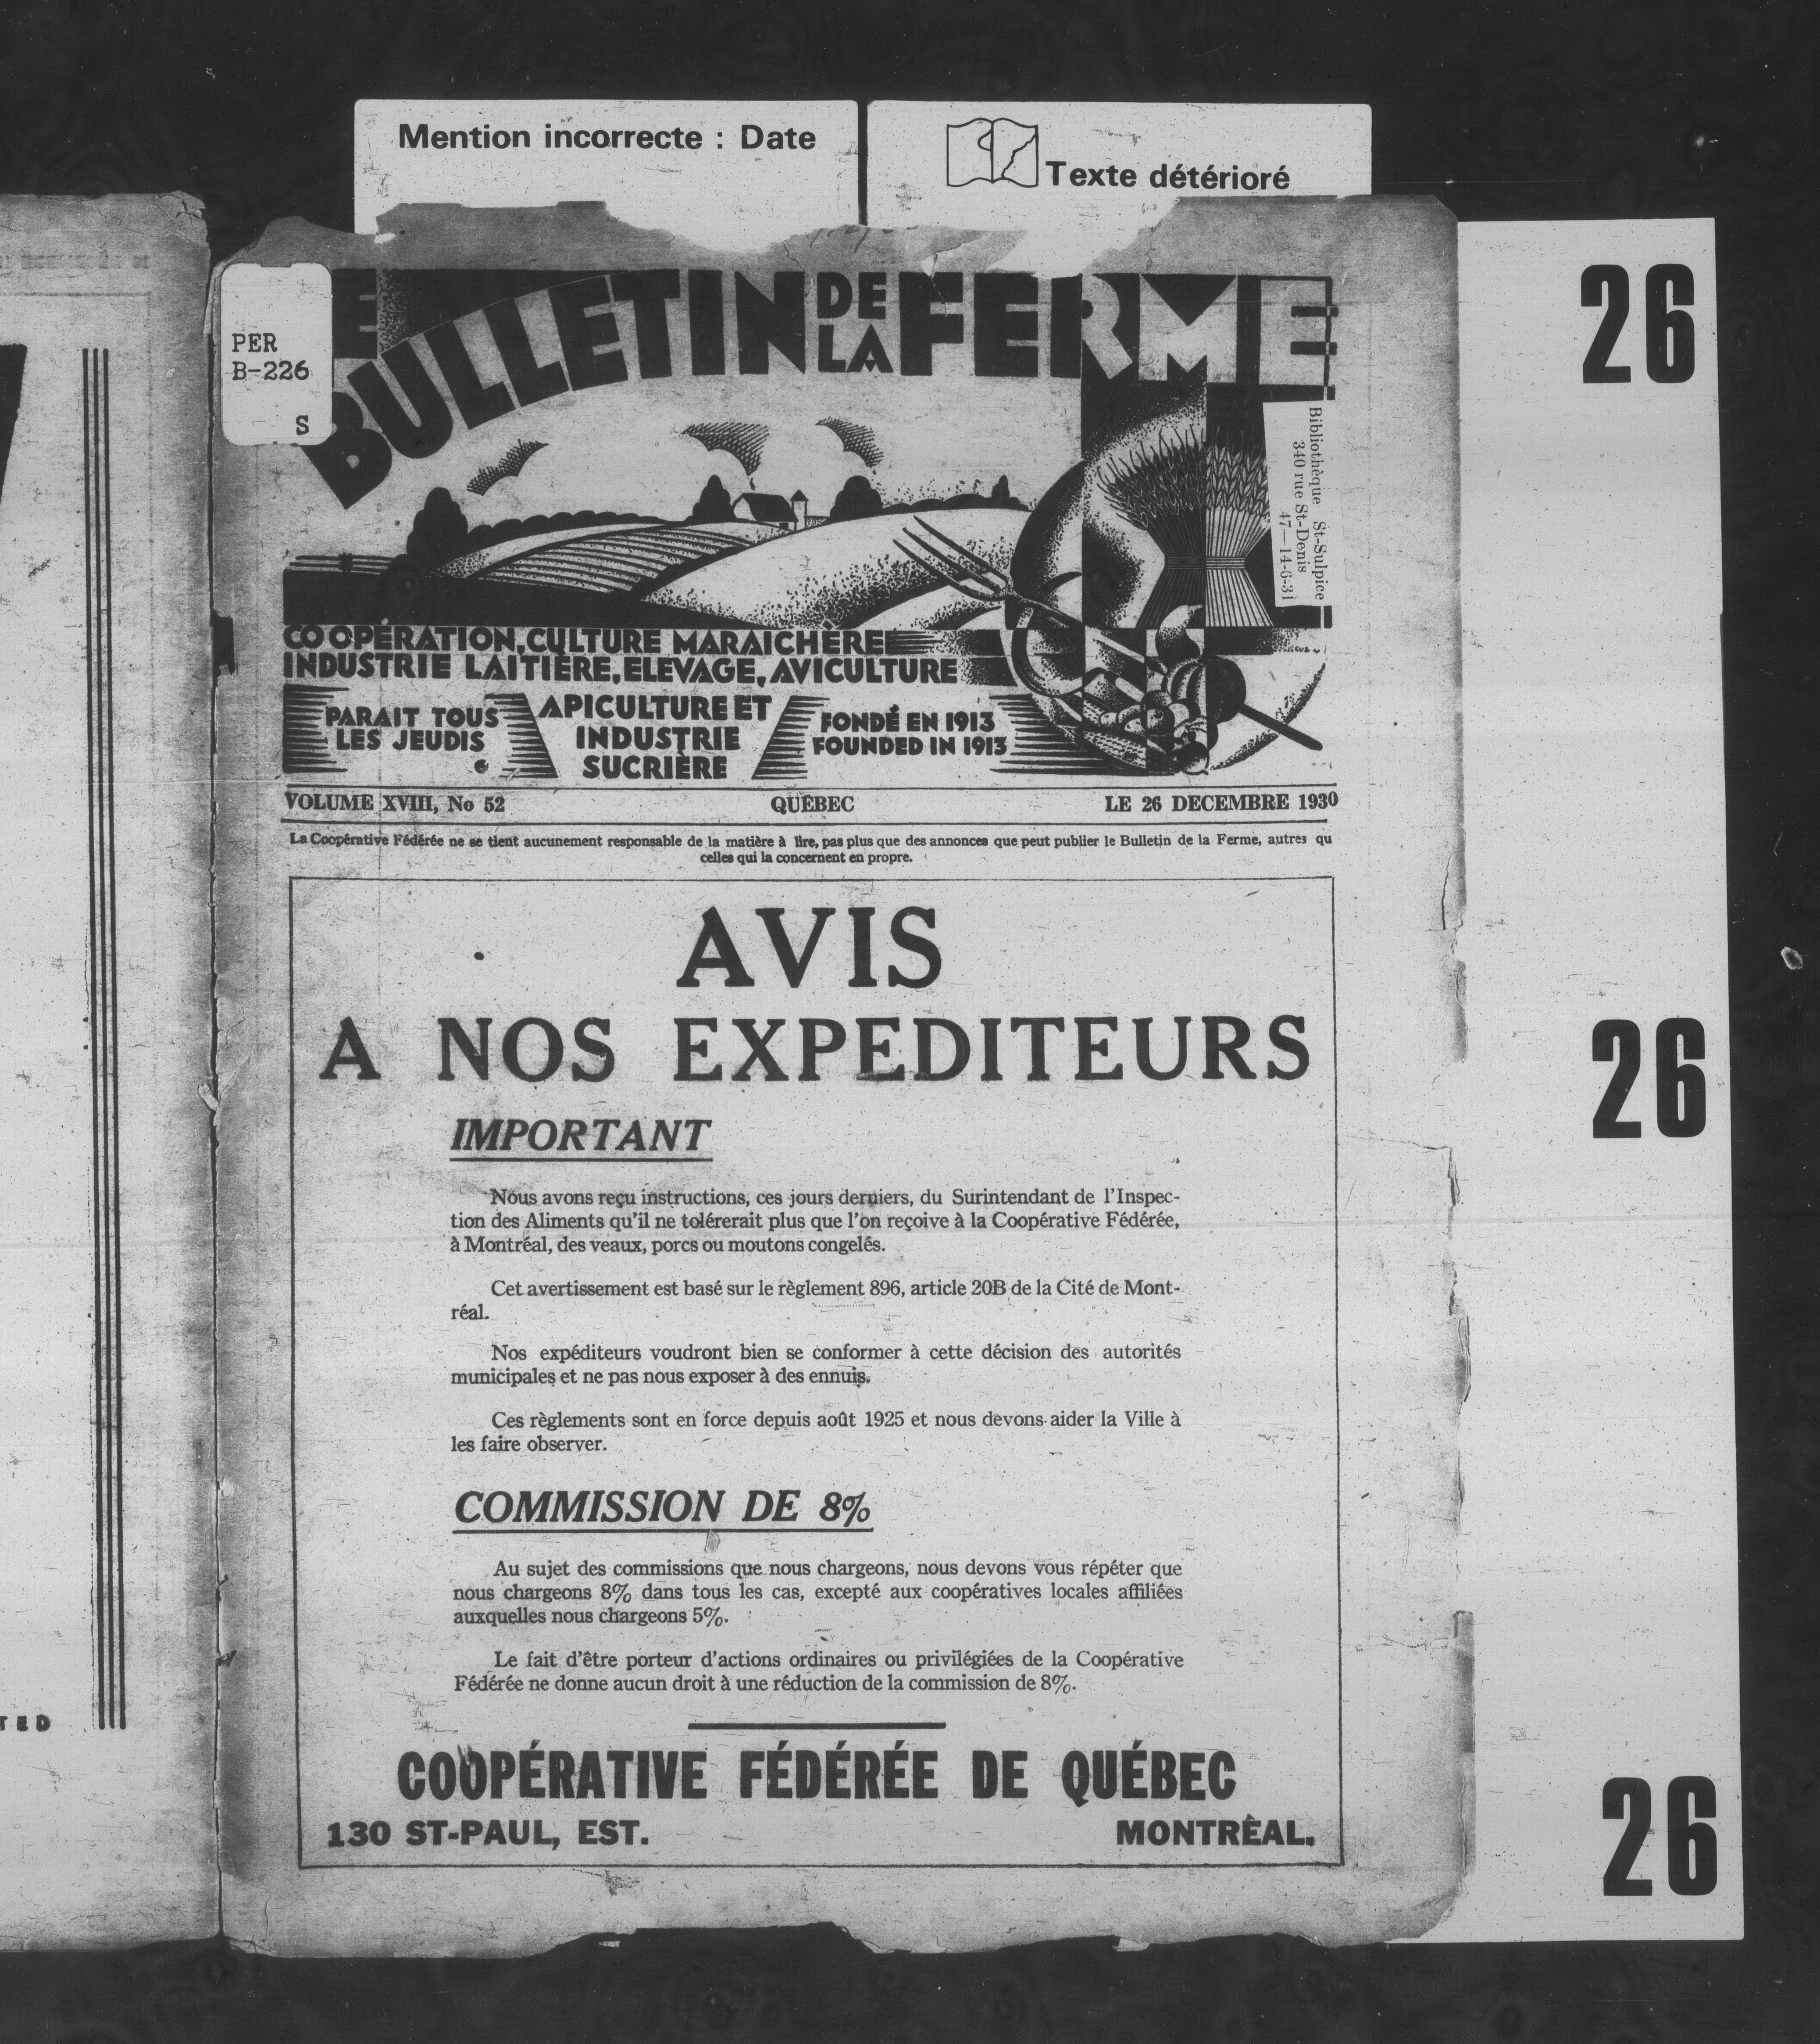 Mention incorrecte : Date
Texte détérioré
26
PER
B-226
S
E BULLETIN DE LA FERME
Bibliothèque St-Sulpice
340 rue St-Denis
47—14-6-31
COOPÉRATION, CULTURE MARAICHÈRE
INDUSTRIE LAITIÈRE, ELEVAGE, AVICULTURE
PARAIT TOUS
LES JEUDIS
APICULTURE ET
INDUSTRIE
SUCRIÈRE
FONDÉ EN 1913
FOUNDED IN 1913
VOLUME XVIII, No 52 QUÉBEC LE 26 DECEMBRE 1930
La Coopérative Fédérée ne se tient aucunement responsable de la matière à lire, pas plus que des annonces que peut publier le Bulletin de la Ferme, autres qu
celles qui la concernent en propre.
AVIS
A NOS EXPEDITEURS
26
IMPORTANT
Nous avons reçu instructions, ces jours derniers, du Surintendant de l'Inspec-
tion des Aliments qu'il ne tolérerait plus que l'on reçoive à la Coopérative Fédérée,
à Montréal, des veaux, porcs ou moutons congelés.
Cet avertissement est basé sur le règlement 896, article 20B de la Cité de Mont-
réal.
Nos expéditeurs voudront bien se conformer à cette décision des autorités
municipales et ne pas nous exposer à des ennuis.
Ces règlements sont en force depuis août 1925 et nous devons aider la Ville à
les faire observer.
COMMISSION DE 8%
Au sujet des commissions que nous chargeons, nous devons vous répéter que
nous chargeons 8% dans tous les cas, excepté aux coopératives locales affiliées
auxquelles nous chargeons 5%.
Le fait d'être porteur d'actions ordinaires ou privilégiées de la Coopérative
Fédérée ne donne aucun droit à une réduction de la commission de 8%.
TED
COOPÉRATIVE FÉDÉRÉE DE QUÉBEC
130 ST-PAUL, EST. MONTRÉAL.
26